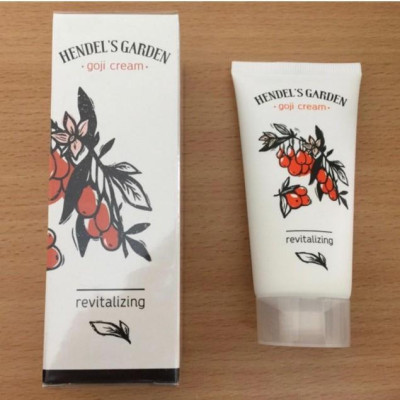 HENDEL'S GARDEN
• goji cream •
revitalizing
HENDEL'S GARDEN
• goji cream •
revitalizing